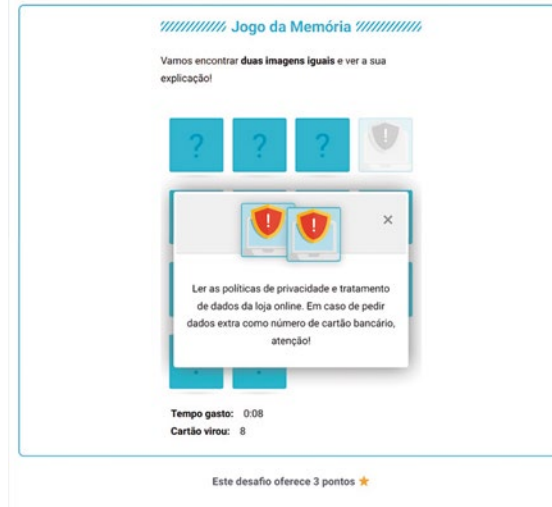 Jogo da Memória
Vamos encontrar duas imagens iguais e ver a sua
explicação!
? ? ? !
! !
×
Ler as políticas de privacidade e tratamento
de dados da loja online. Em caso de pedir
dados extra como número de cartão bancário,
atenção!
Tempo gasto: 0:08
Cartão virou: 8
Este desafio oferece 3 pontos